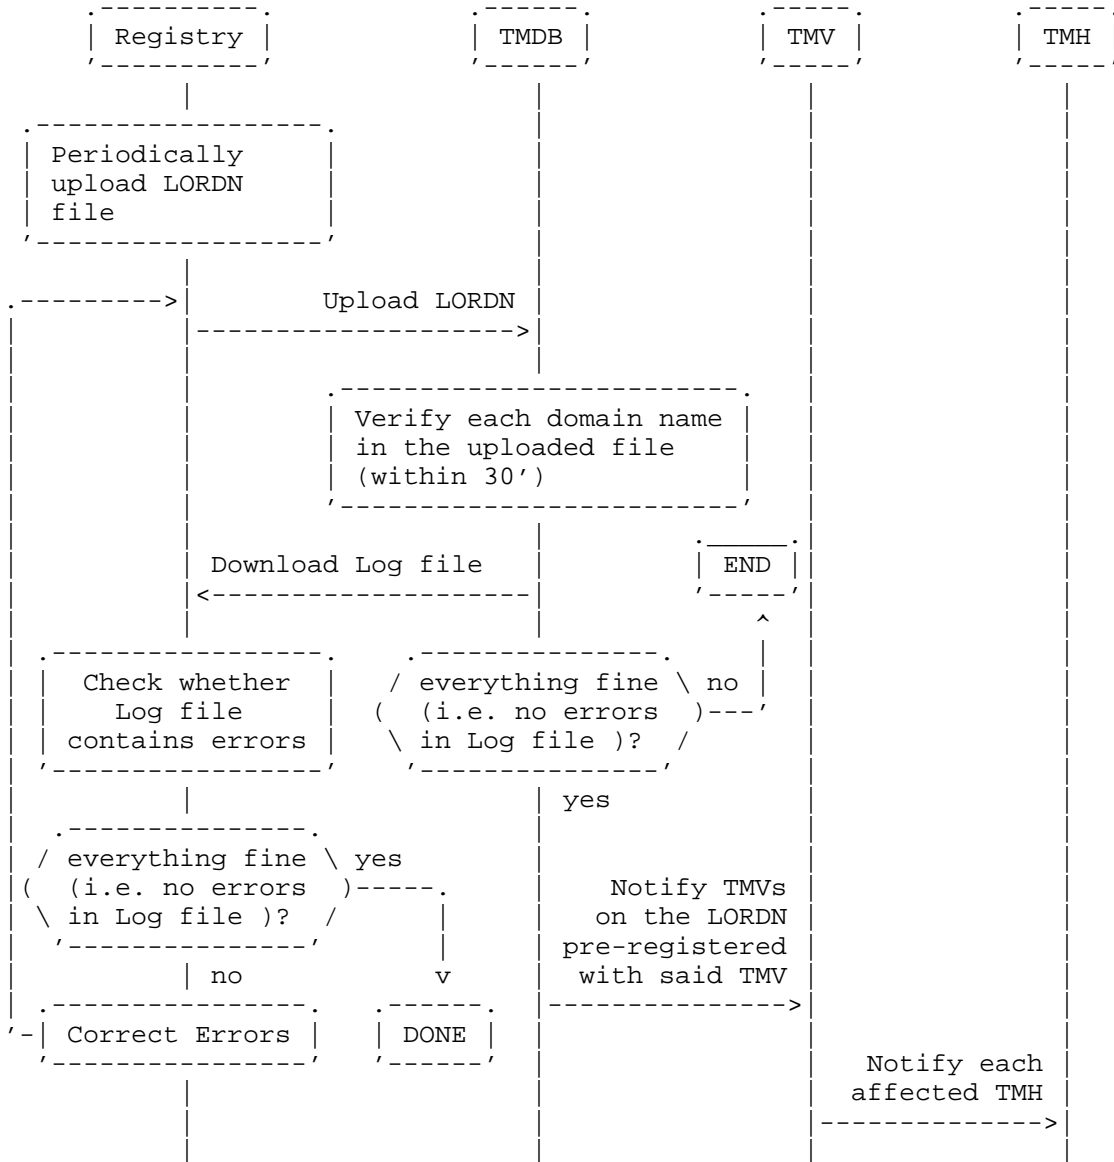 Registry TMDB TMV TMH
Periodically
upload LORDN
file
Upload LORDN
Verify each domain name
in the uploaded file
(within 30')
Download Log file END
Check whether
Log file
contains errors
/ everything fine \ no
( (i.e. no errors )
\ in Log file )? /
yes
/ everything fine \ yes
( (i.e. no errors )
\ in Log file )? /
Notify TMVs
on the LORDN
pre-registered
with said TMV
no
v
Correct Errors DONE
Notify each
affected TMH